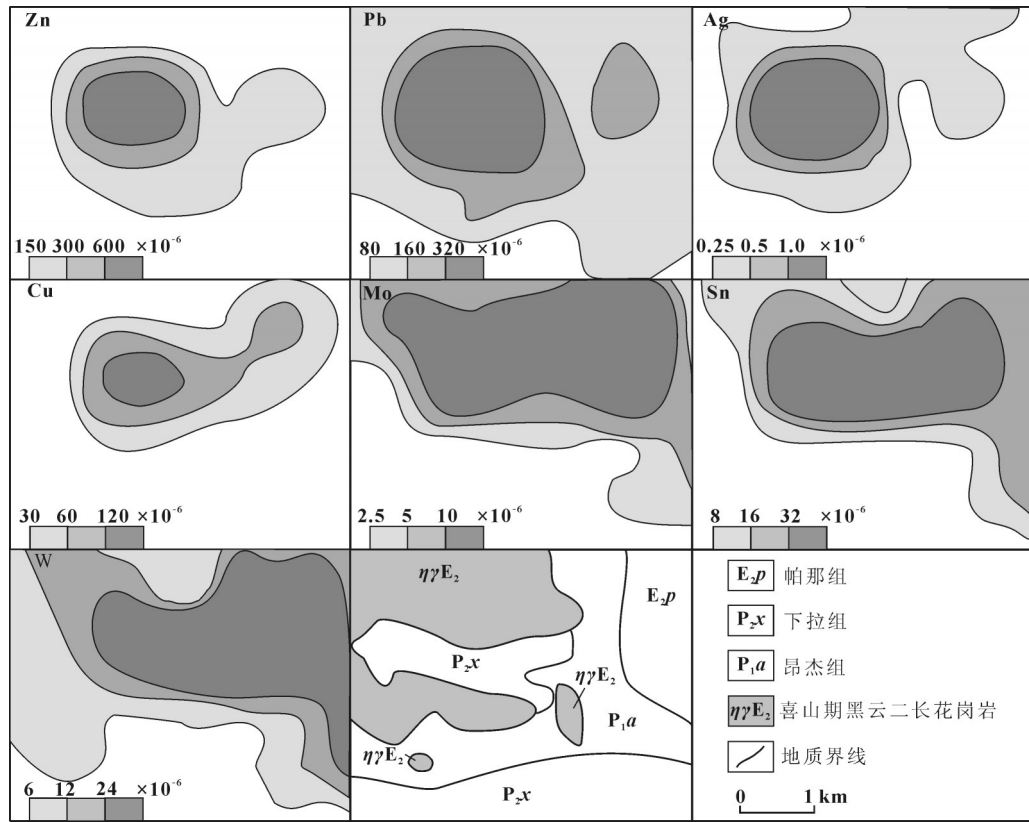 Zn
150 300 600 ×10⁻⁶
Pb
80 160 320 ×10⁻⁶
Ag
0.25 0.5 1.0 ×10⁻⁶
Cu
30 60 120 ×10⁻⁶
Mo
2.5 5 10 ×10⁻⁶
Sn
8 16 32 ×10⁻⁶
W
6 12 24 ×10⁻⁶
ηγE₂
E₂p
P₂x
ηγE₂
P₁a
ηγE₂
P₂x
E₂p 帕那组
P₂x 下拉组
P₁a 昂杰组
ηγE₂ 喜山期黑云二长花岗岩
地质界线
0 1 km